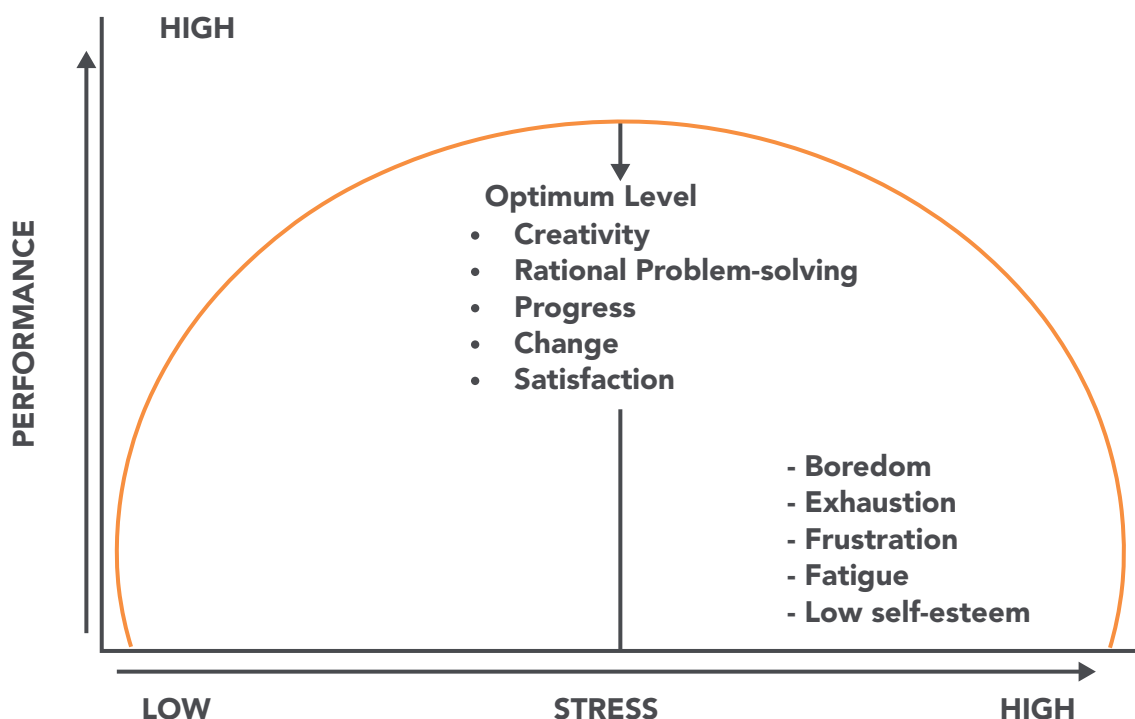 HIGH
PERFORMANCE
Optimum Level
• Creativity
• Rational Problem-solving
• Progress
• Change
• Satisfaction
- Boredom
- Exhaustion
- Frustration
- Fatigue
- Low self-esteem
LOW
STRESS
HIGH